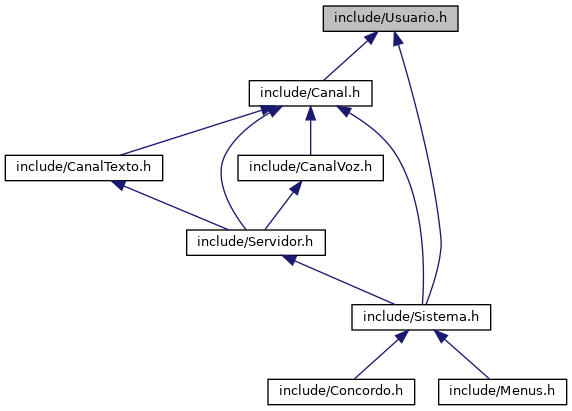 include/Usuario.h
include/Canal.h
include/CanalTexto.h
include/CanalVoz.h
include/Servidor.h
include/Sistema.h
include/Concordo.h
include/Menus.h